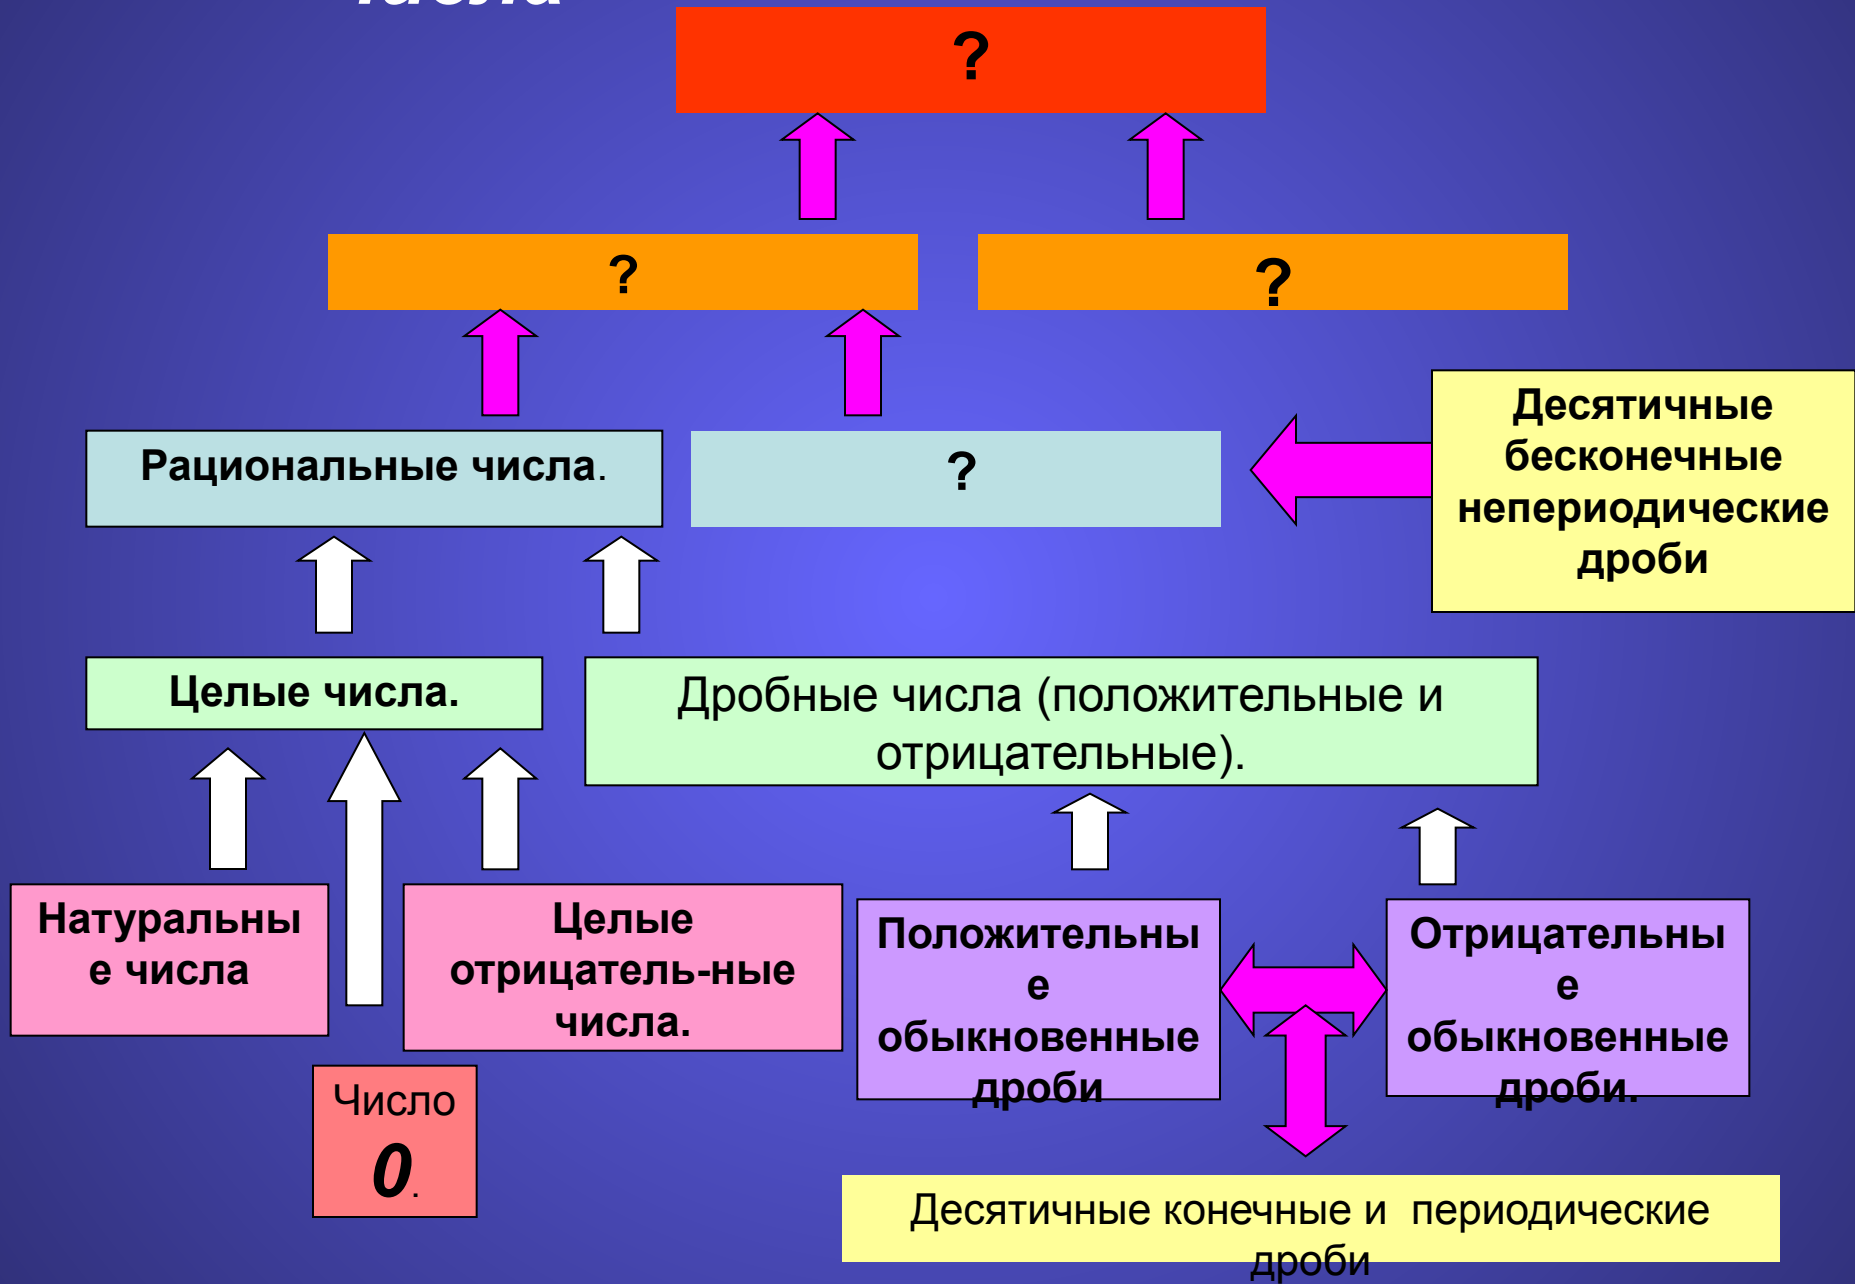 ?
?
?
Рациональные числа.
?
Десятичные
бесконечные
непериодические
дроби
Целые числа.
Дробные числа (положительные и
отрицательные).
Натуральны
е числа
Целые
отрицатель-ные
числа.
Положительны
е
обыкновенные
дроби
Отрицательны
е
обыкновенные
дроби.
Число
0.
Десятичные конечные и периодические
дроби